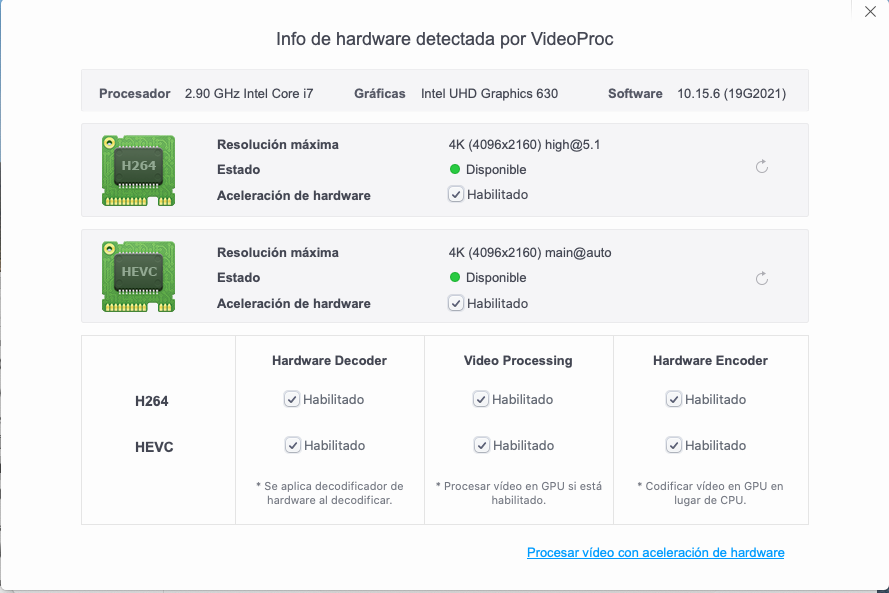 Info de hardware detectada por VideoProc
Procesador 2.90 GHz Intel Core i7 Gráficas Intel UHD Graphics 630 Software 10.15.6 (19G2021)
H264
Resolución máxima 4K (4096x2160) high@5.1
Estado Disponible
Aceleración de hardware Habilitado
HEVC
Resolución máxima 4K (4096x2160) main@auto
Estado Disponible
Aceleración de hardware Habilitado
Hardware Decoder Video Processing Hardware Encoder
H264 Habilitado Habilitado Habilitado
HEVC Habilitado Habilitado Habilitado
* Se aplica decodificador de
hardware al decodificar.
* Procesar vídeo en GPU si está
habilitado.
* Codificar vídeo en GPU en
lugar de CPU.
Procesar vídeo con aceleración de hardware